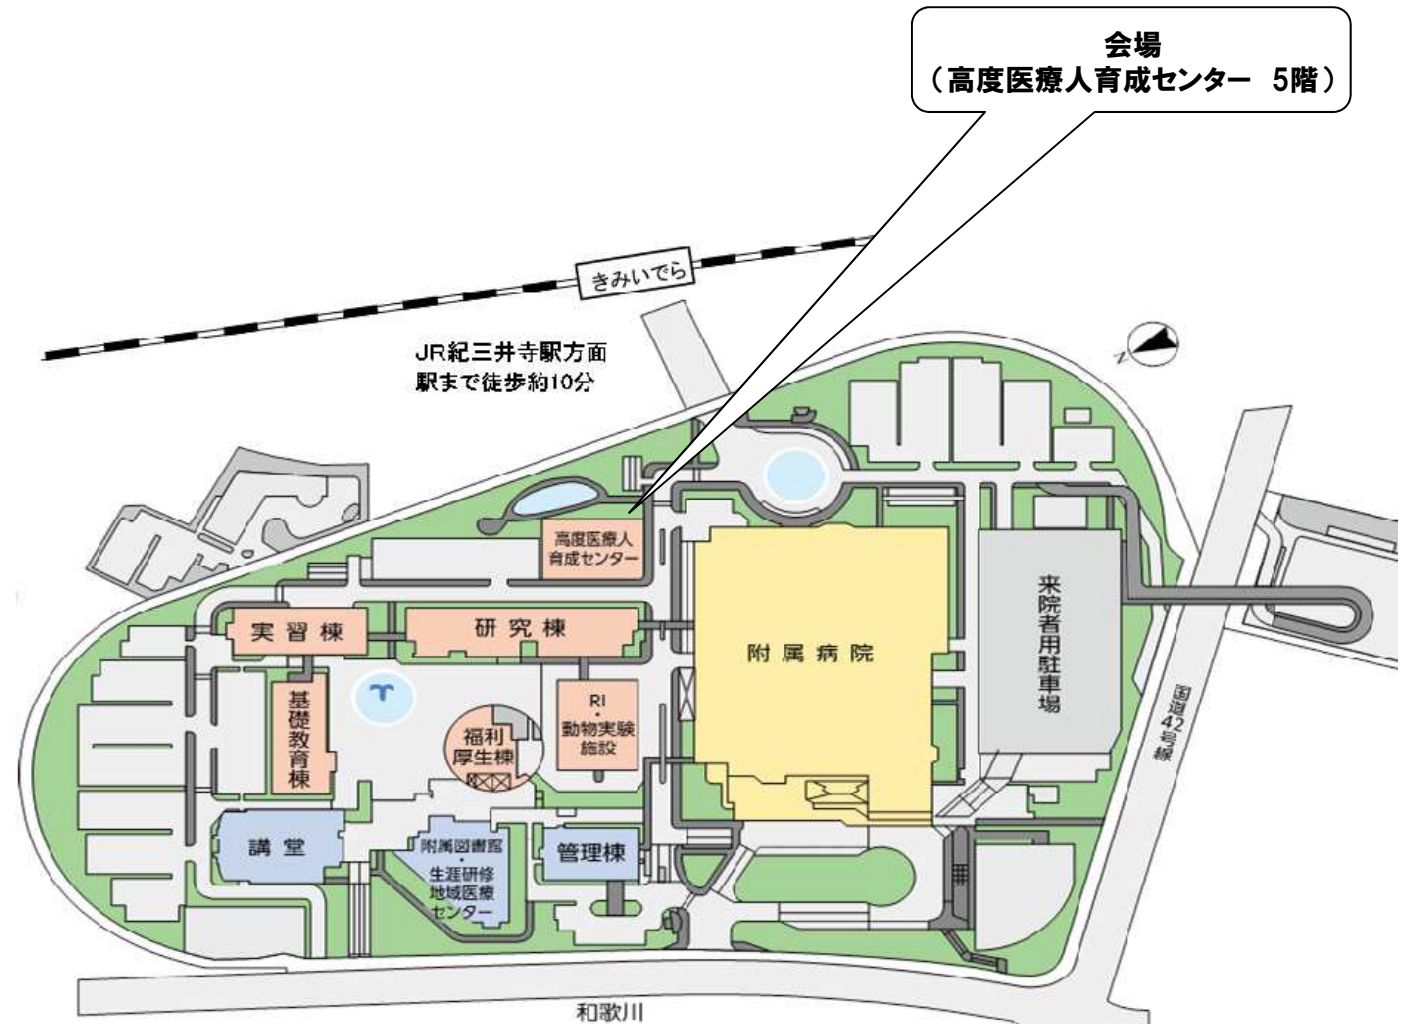 会場
（高度医療人育成センター　5階）
きみいでら
JR紀三井寺駅方面
駅まで徒歩約10分
N
高度医療人
育成センター
実習棟
研究棟
附属病院
来院者用駐車場
国道42号線
基礎教育棟
福利
厚生棟
RI
・
動物実験
施設
講堂
附属図書館
・
生涯研修
地域医療
センター
管理棟
和歌川